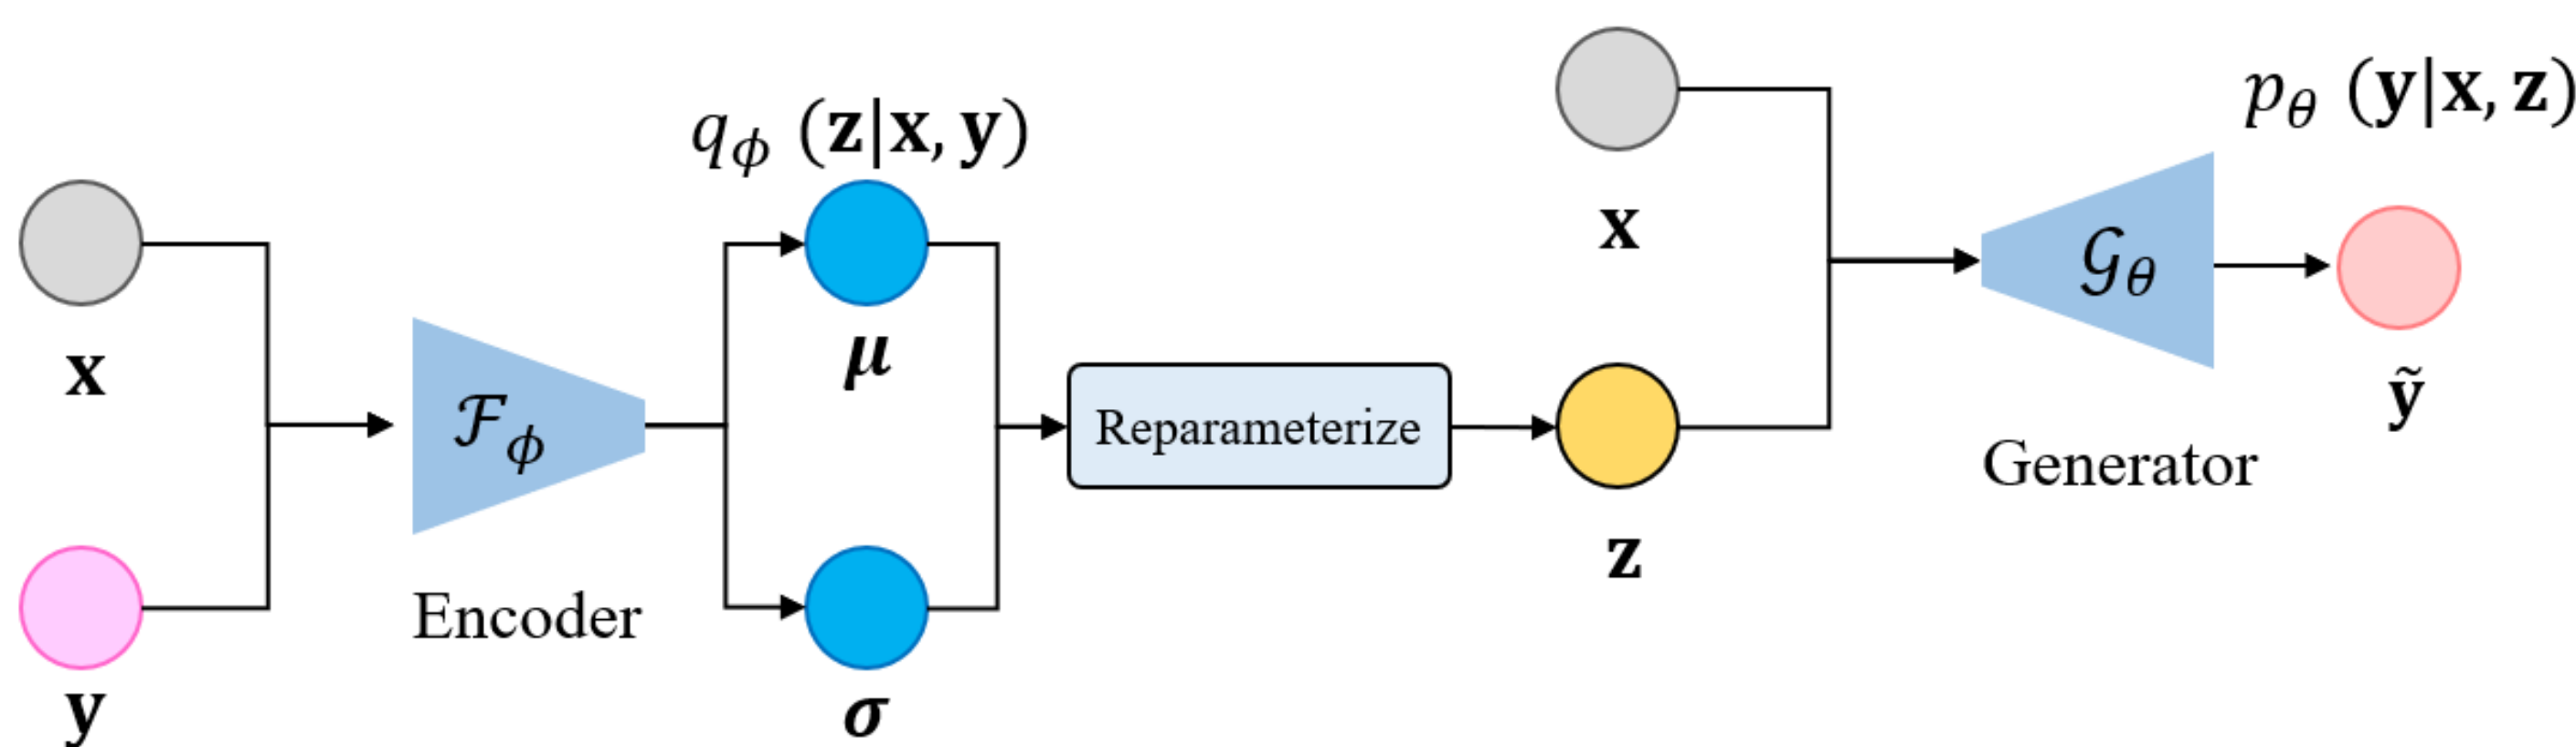 x
y
ℱ_ϕ
Encoder
q_ϕ (z|x, y)
μ
σ
Reparameterize
x
z
𝒢_θ
Generator
p_θ (y|x, z)
ỹ